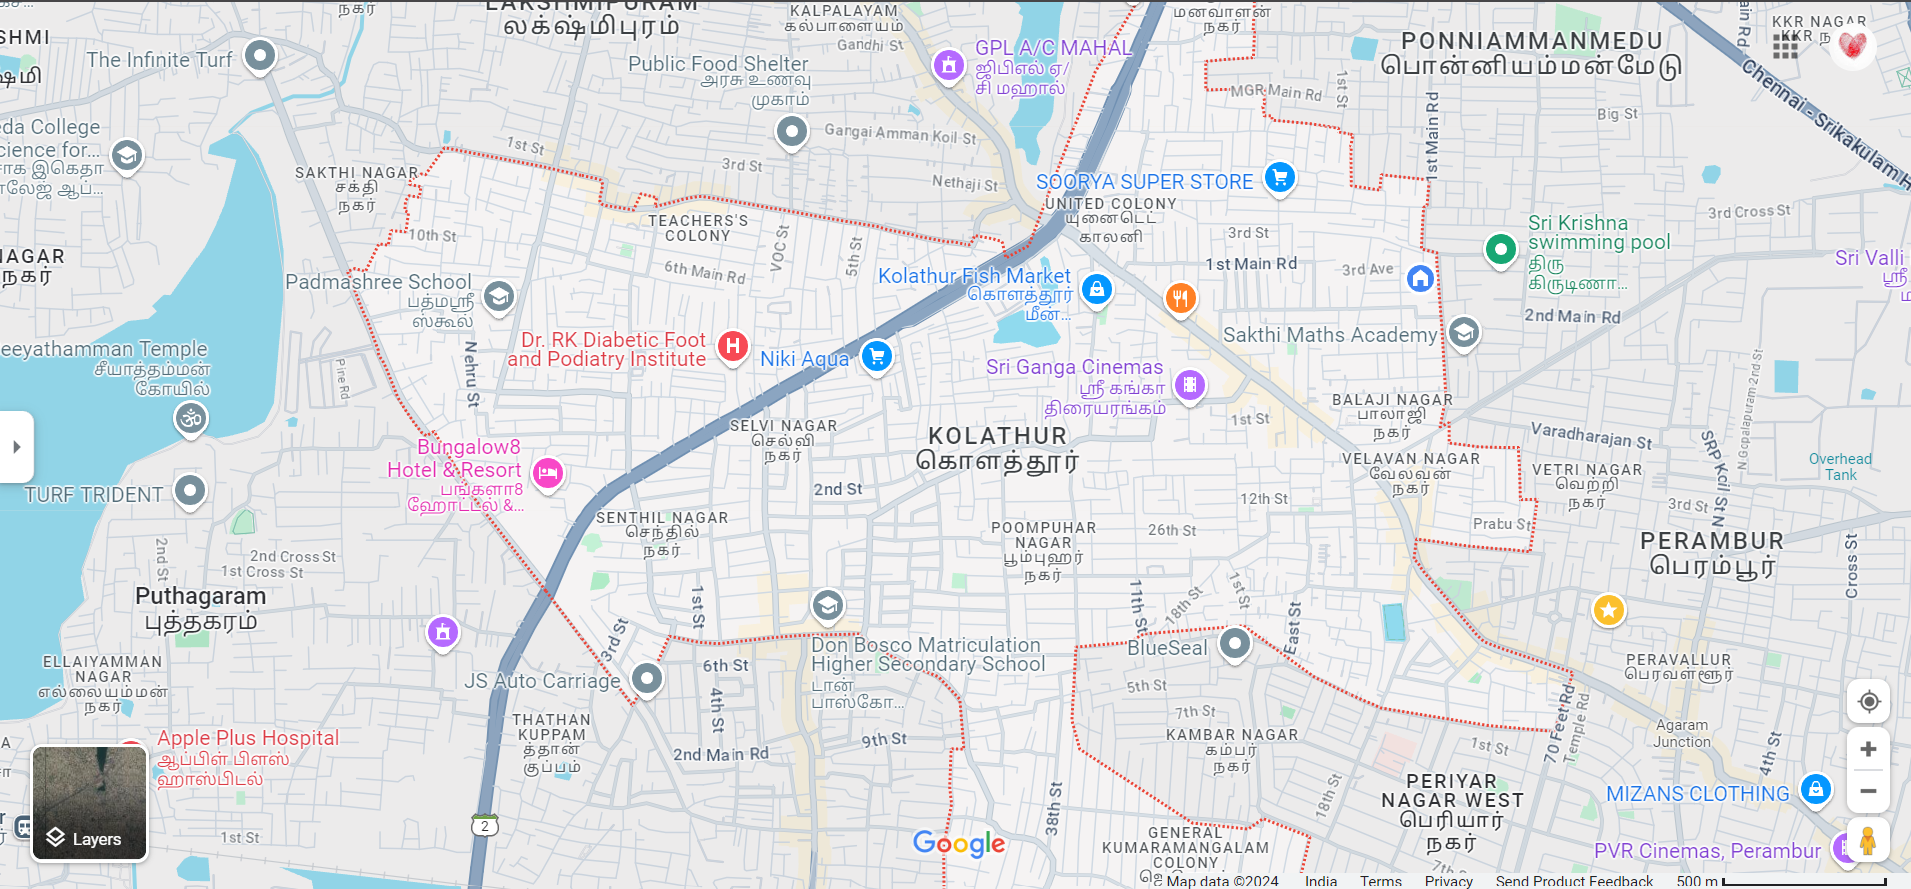 நகர்
LAKSHMIPURAM
லக்ஷ்மிபுரம்
KALPALAYAM
கல்பாளையம்
Gandhi St
மனவாளன்
நகர்
PONNIAMMANMEDU
பொன்னியம்மன்மேடு
KKR NAGAR
Chennai - Srikakulam H
The Infinite Turf
Public Food Shelter
அரசு உணவு
முகாம்
GPL A/C MAHAL
ஜிபிஎல் ஏ/
சி மஹால்
MGR Main Rd
1st St
1st Main Rd
Big St
Gangai Amman Koil St
1st St
3rd St
Nethaji St
SAKTHI NAGAR
சக்தி
நகர்
TEACHERS'S
COLONY
10th St
VOC St
5th St
6th Main Rd
SOORYA SUPER STORE
UNITED COLONY
யுனைடெட்
காலனி
3rd St
1st Main Rd
3rd Ave
3rd Cross St
Sri Krishna
swimming pool
திரு
கிருடிணா...
Sri Valli
2nd Main Rd
Padmashree School
பத்மஸ்ரீ
ஸ்கூல்
Kolathur Fish Market
கொளத்தூர்
மீன்...
Dr. RK Diabetic Foot
and Podiatry Institute
Niki Aqua
Sakthi Maths Academy
Sri Ganga Cinemas
ஸ்ரீ கங்கா
திரையரங்கம்
eeyathamman Temple
சீயாத்தம்மன்
கோயில்
Pire Rd
Nehru St
SELVI NAGAR
செல்வி
நகர்
KOLATHUR
கொளத்தூர்
1st St
BALAJI NAGAR
பாலாஜி
நகர்
Varadharajan St
N.Gopalapuram 2nd St
Overhead
Tank
VELAVAN NAGAR
வேலவன்
நகர்
VETRI NAGAR
வெற்றி
நகர்
SRP Koil St N
3rd St
Bungalow8
Hotel & Resort
பங்களா8
ஹோட்டல் &...
TURF TRIDENT
2nd St
12th St
26th St
Prabu St
SENTHIL NAGAR
செந்தில்
நகர்
POOMPUHAR
NAGAR
பூம்புஹார்
நகர்
PERAMBUR
பெரம்பூர்
Cross St
2nd St
2nd Cross St
1st Cross St
Puthagaram
புத்தகரம்
1st St
11th St
18th St
1st St
East St
3rd St
Don Bosco Matriculation
Higher Secondary School
டான்
பாஸ்கோ...
BlueSeal
ELLAIYAMMAN
NAGAR
எல்லையம்மன்
நகர்
JS Auto Carriage
6th St
4th St
5th St
7th St
PERAVALLUR
பெரவள்ளூர்
THATHAN
KUPPAM
த்தான்
குப்பம்
2nd Main Rd
9th St
KAMBAR NAGAR
கம்பர்
நகர்
1st St
70 Feet Rd
Temple Rd
Agaram
Junction
4th St
Apple Plus Hospital
ஆப்பிள் பிளஸ்
ஹாஸ்பிடல்
PERIYAR
NAGAR WEST
பெரியார்
நகர்
18th St
MIZANS CLOTHING
Layers
1st St
2
Google
38th St
GENERAL
KUMARAMANGALAM
COLONY
7th St
PVR Cinemas, Perambur
Map data ©2024 India Terms Privacy Send Product Feedback 500 m